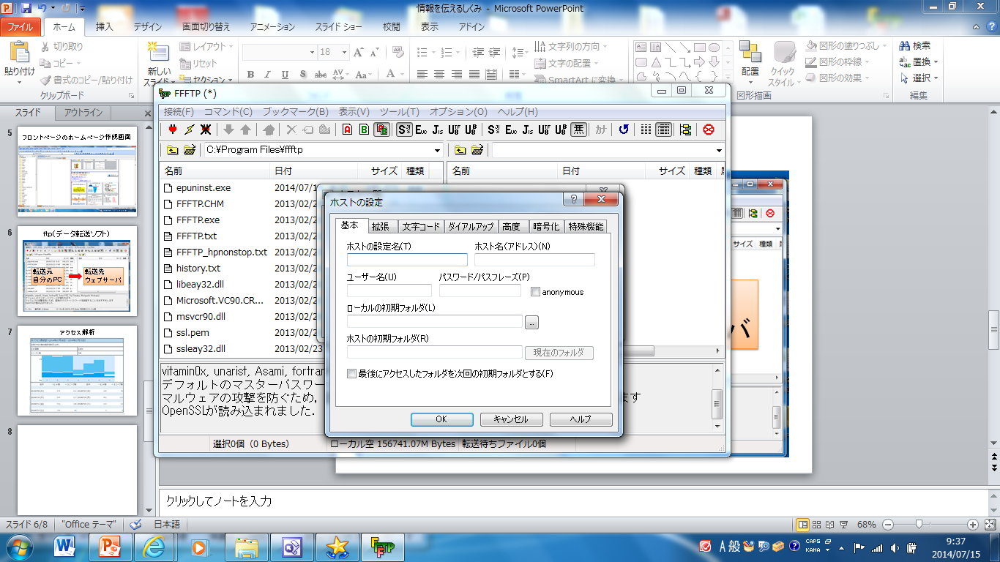 情報を伝えるしくみ - Microsoft PowerPoint
ファイル ホーム 挿入 デザイン 画面切り替え アニメーション スライド ショー 校閲 表示 アドイン
貼り付け
切り取り
コピー
書式のコピー/貼り付け
クリップボード
新しい
スライド
レイアウト
リセット
セクション
18
文字列の方向
文字の配置
SmartArt に変換
配置
クイック
スタイル
図形の塗りつぶし
図形の枠線
図形の効果
図形描画
検索
置換
選択
編集
スライド アウトライン
5
フロントページのホームページ作成画面
6
ftp(データ転送ソフト)
転送元
自分のPC
転送先
ウェブサーバ
7
アクセス解析
8
FFFTP (*)
接続(F) コマンド(C) ブックマーク(B) 表示(V) ツール(T) オプション(O) ヘルプ(H)
C:¥Program Files¥ffftp
名前 日付 サイズ 種類 名前 日付 サイズ 種類
epuninst.exe 2014/07/1
FFFTP.CHM 2013/02/2
FFFTP.exe 2013/02/2
FFFTP.txt 2013/02/2
FFFTP_hpnonstop.txt 2013/02/2
history.txt 2013/02/2
libeay32.dll 2013/02/2
Microsoft.VC90.CR... 2013/02/2
msvcr90.dll 2013/02/2
ssl.pem 2013/02/2
ssleay32.dll 2013/02/23
vitamin0x, unarist, Asami, fortran
デフォルトのマスターパスワー
マルウェアの攻撃を防ぐため, ます
OpenSSLが読み込まれました.
選択0個（0 Bytes） ローカル空 156741.07M Bytes 転送待ちファイル0個
ホストの設定
基本 拡張 文字コード ダイアルアップ 高度 暗号化 特殊機能
ホストの設定名(T) ホスト名(アドレス)(N)
ユーザー名(U) パスワード/パスフレーズ(P)
anonymous
ローカルの初期フォルダ(L)
...
ホストの初期フォルダ(R)
現在のフォルダ
最後にアクセスしたフォルダを次回の初期フォルダとする(F)
OK キャンセル ヘルプ
サイズ 種類
バ
クリックしてノートを入力
スライド 6/8 "Office テーマ" 日本語 68%
A 般 CAPS KANA
9:37
2014/07/15